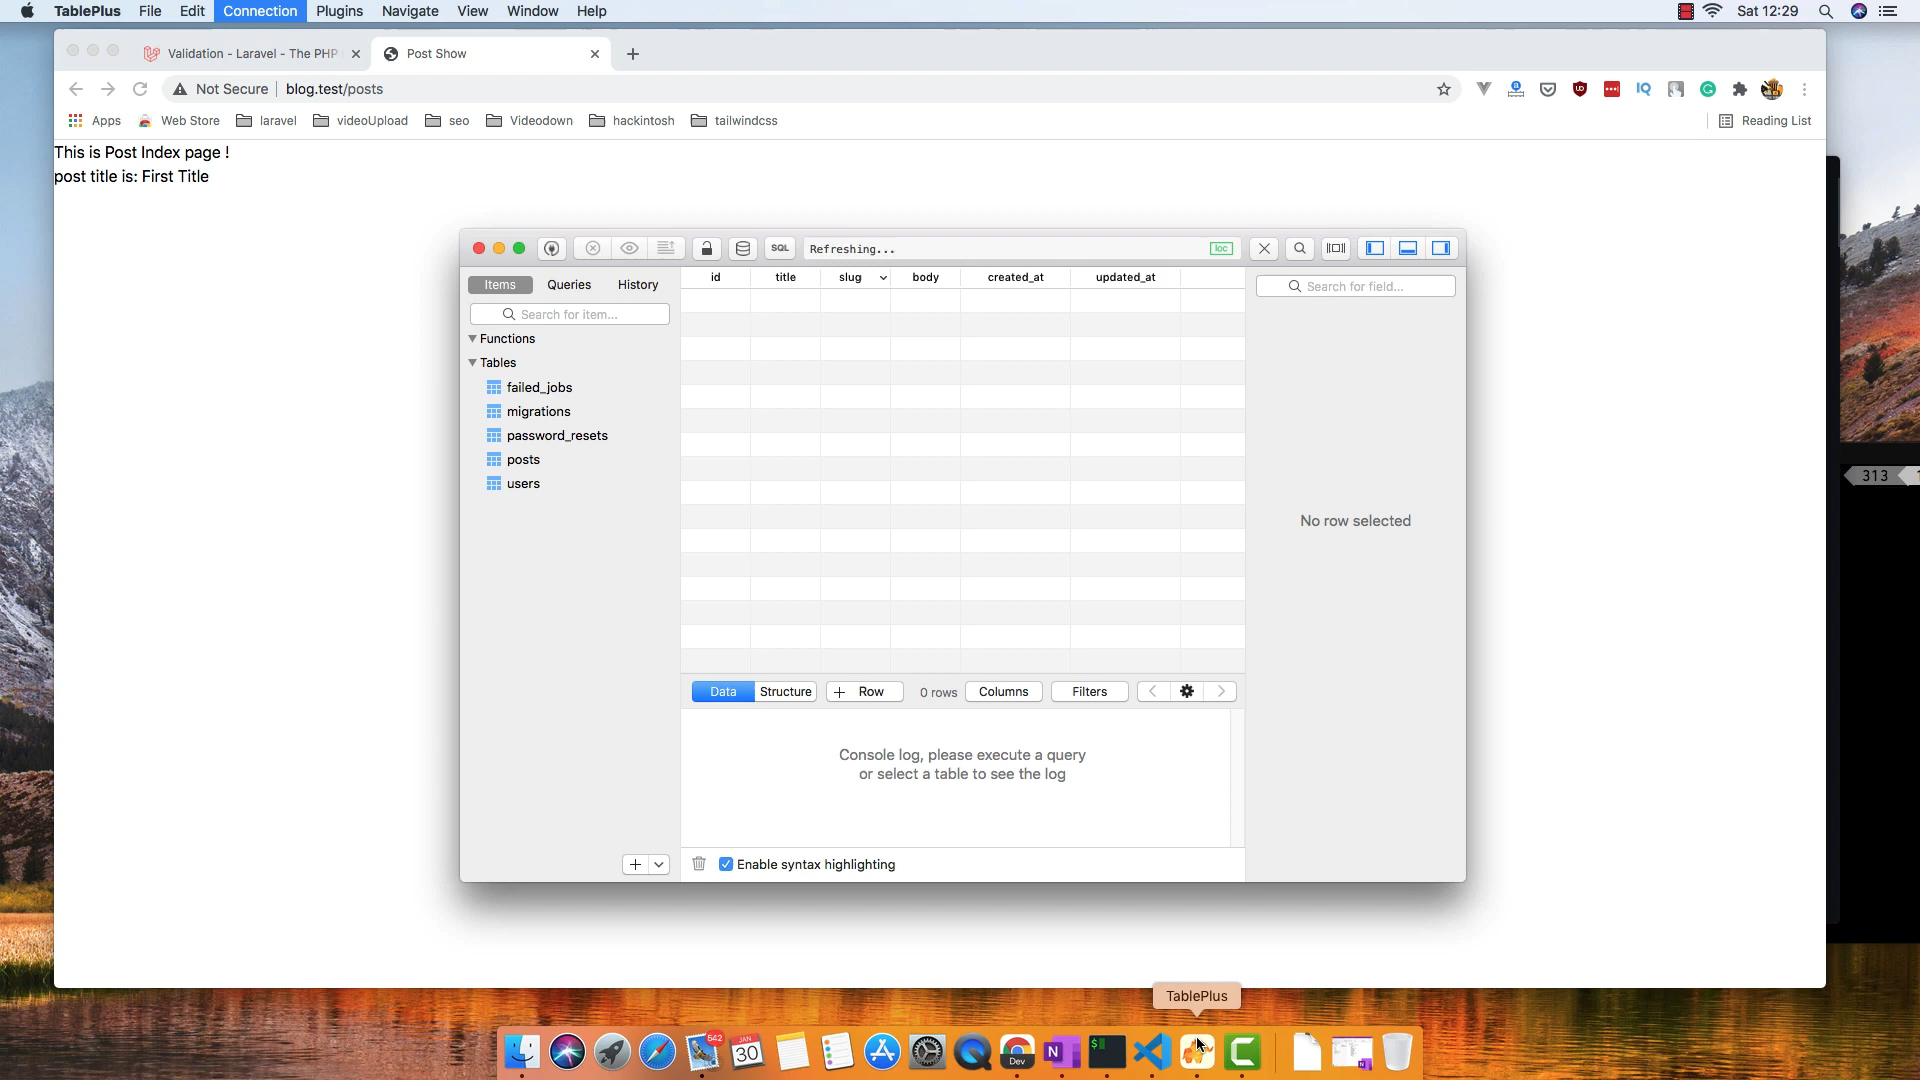 TablePlus File Edit Connection Plugins Navigate View Window Help Sat 12:29
Validation - Laravel - The PHP
Post Show
Not Secure blog.test/posts
IQ
Apps Web Store laravel videoUpload seo Videodown hackintosh tailwindcss Reading List
This is Post Index page !
post title is: First Title
SQL Refreshing... loc
Items Queries History
id title slug body created_at updated_at
Search for item...
Search for field...
Functions
Tables
failed_jobs
migrations
password_resets
posts
users
313
No row selected
Data Structure + Row 0 rows Columns Filters
Console log, please execute a query
or select a table to see the log
Enable syntax highlighting
TablePlus
542
JAN
30
Dev
N
$
C